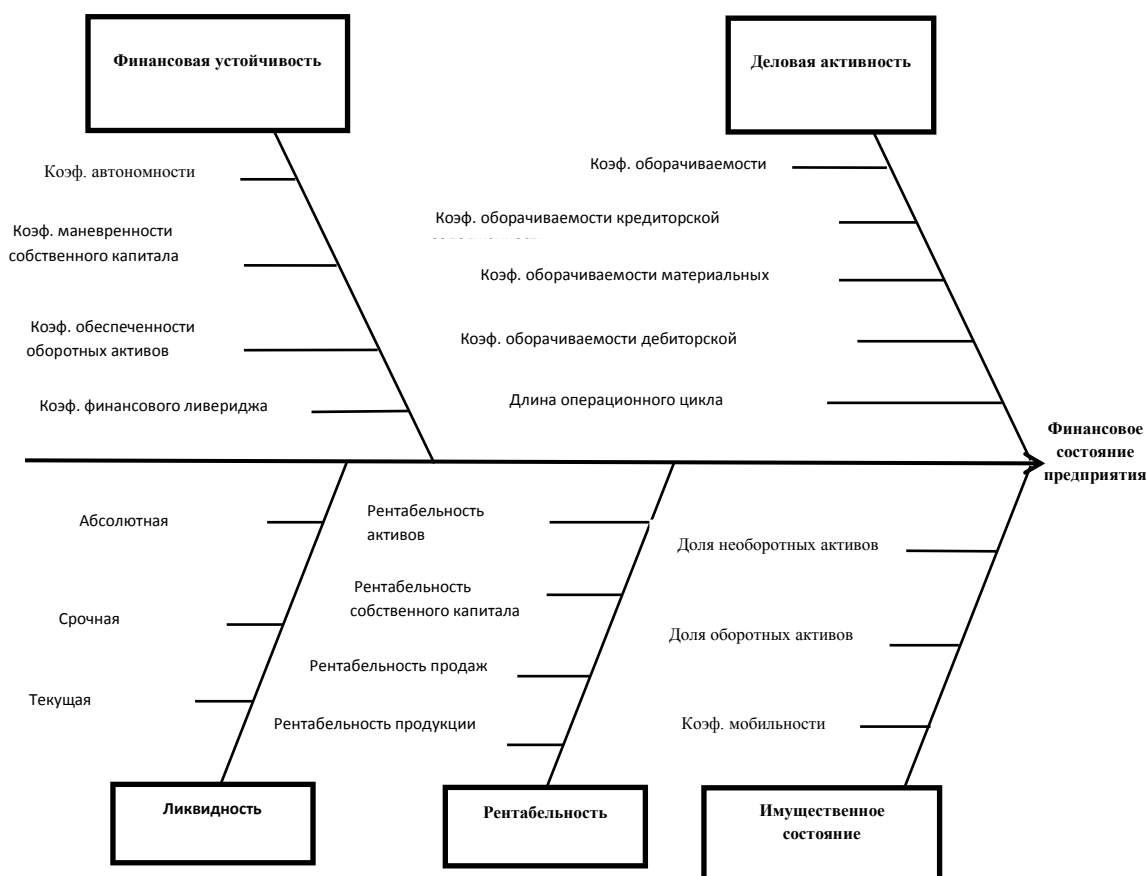 Финансовая устойчивость
Деловая активность
Коэф. автономности
Коэф. маневренности
собственного капитала
Коэф. обеспеченности
оборотных активов
Коэф. финансового ливериджа
Коэф. оборачиваемости
Коэф. оборачиваемости кредиторской
Коэф. оборачиваемости материальных
Коэф. оборачиваемости дебиторской
Длина операционного цикла
Финансовое
состояние
предприятия
Абсолютная
Срочная
Текущая
Рентабельность
активов
Рентабельность
собственного капитала
Рентабельность продаж
Рентабельность продукции
Доля необоротных активов
Доля оборотных активов
Коэф. мобильности
Ликвидность
Рентабельность
Имущественное
состояние